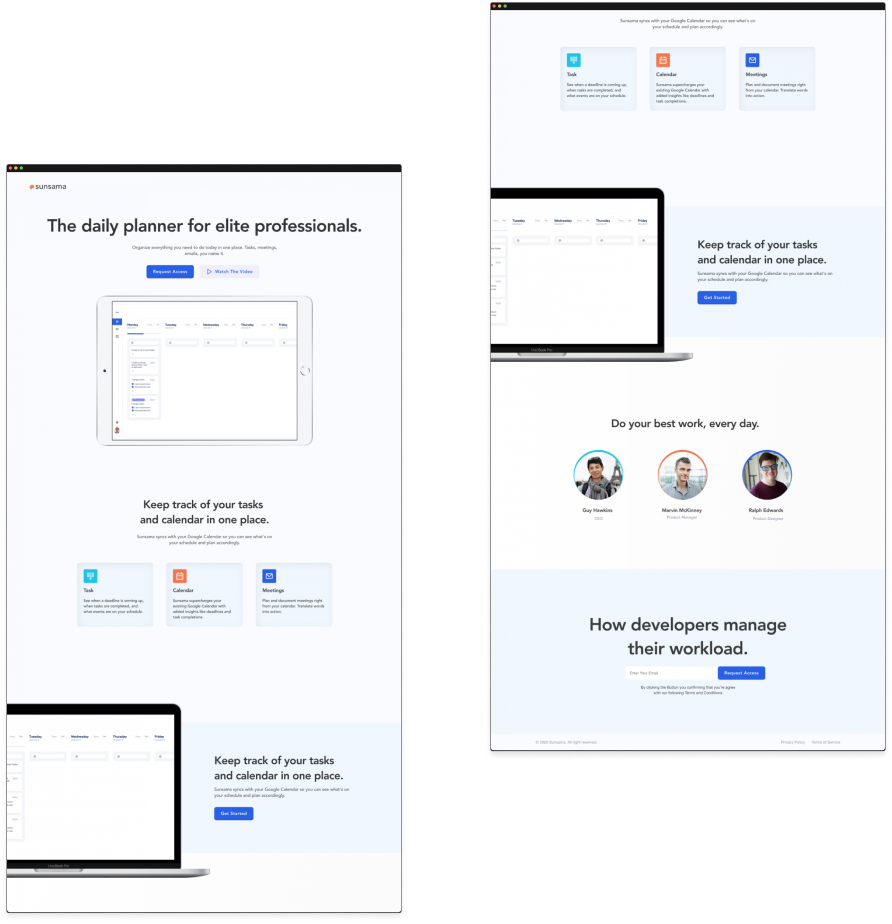 sunsama
The daily planner for elite professionals.
Organize everything you need to do today in one place. Tasks, meetings,
emails, you name it.
Request Access
Watch The Video
Monday
Tuesday
Wednesday
Thursday
Friday
Keep track of your tasks
and calendar in one place.
Sunsama syncs with your Google Calendar so you can see what's on
your schedule and plan accordingly.
Task
See when a deadline is coming up,
when tasks are completed, and
what events are on your schedule.
Calendar
Sunsama supercharges your
existing Google Calendar with
added insights like deadlines and
task completions.
Meetings
Plan and document meetings right
from your calendar. Translate words
into action.
Tuesday
Wednesday
Thursday
Friday
MacBook Pro
Keep track of your tasks
and calendar in one place.
Sunsama syncs with your Google Calendar so you can see what's on
your schedule and plan accordingly.
Get Started
Sunsama syncs with your Google Calendar so you can see what's on
your schedule and plan accordingly.
Task
See when a deadline is coming up,
when tasks are completed, and
what events are on your schedule.
Calendar
Sunsama supercharges your
existing Google Calendar with
added insights like deadlines and
task completions.
Meetings
Plan and document meetings right
from your calendar. Translate words
into action.
Tuesday
Wednesday
Thursday
Friday
MacBook Pro
Keep track of your tasks
and calendar in one place.
Sunsama syncs with your Google Calendar so you can see what's on
your schedule and plan accordingly.
Get Started
Do your best work, every day.
Guy Hawkins
CEO
Marvin McKinney
Product Manager
Ralph Edwards
Product Designer
How developers manage
their workload.
Enter Your Email
Request Access
By clicking the Button you confirming that you're agree
with our following Terms and Conditions.
© 2020 Sunsama. All right reserved.
Privacy Policy
Terms of Service